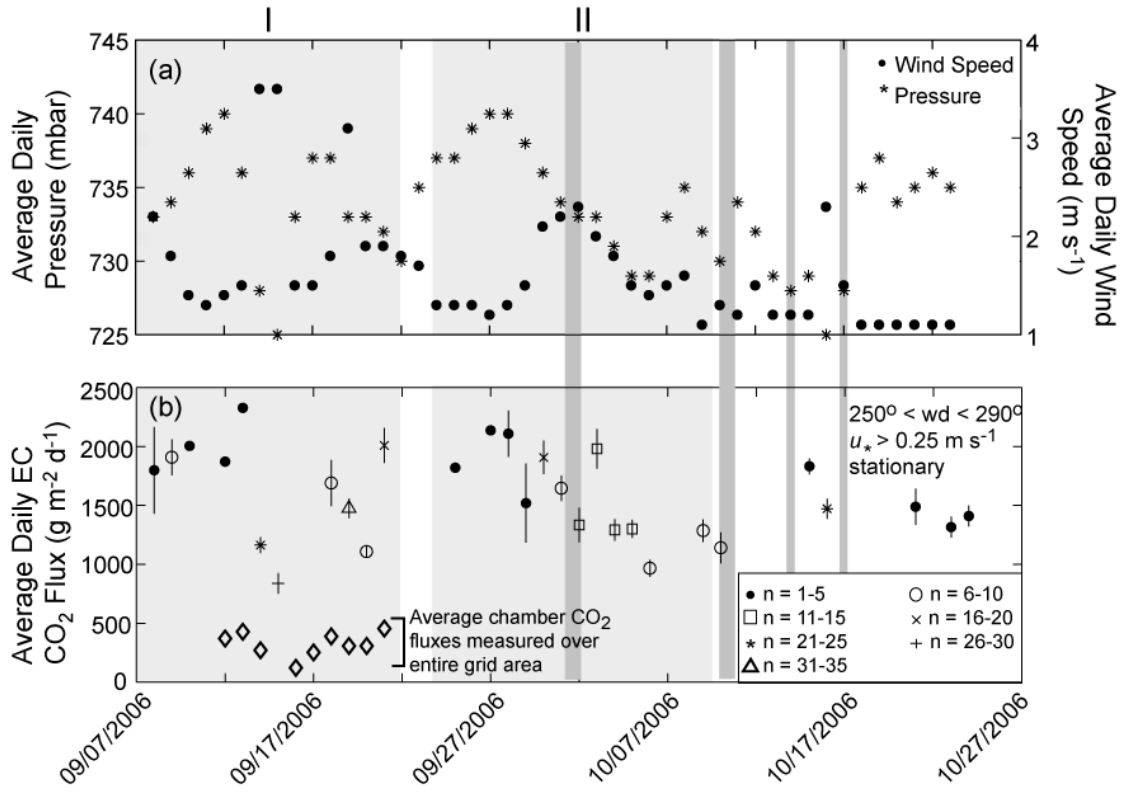 I II
(a)
745
740
735
730
725
Average Daily
Pressure (mbar)
• Wind Speed
* Pressure
4
3
2
1
Average Daily Wind
Speed (m s⁻¹)
(b)
2500
2000
1500
1000
500
0
Average Daily EC
CO₂ Flux (g m⁻² d⁻¹)
250º < wd < 290º
u* > 0.25 m s⁻¹
stationary
Average chamber CO₂
fluxes measured over
entire grid area
• n = 1-5 ○ n = 6-10
□ n = 11-15 × n = 16-20
* n = 21-25 + n = 26-30
△ n = 31-35
09/07/2006
09/17/2006
09/27/2006
10/07/2006
10/17/2006
10/27/2006